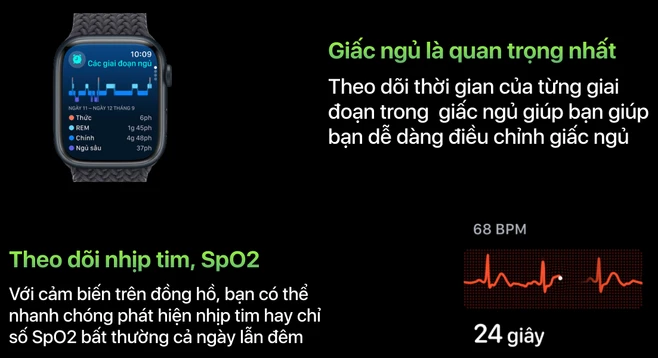 10:09
Các giai đoạn ngủ
NGÀY 11 – NGÀY 12 THÁNG 9
Thức 6ph
REM 1g 45ph
Chính 4g 48ph
Ngủ sâu 37ph
Giấc ngủ là quan trọng nhất
Theo dõi thời gian của từng giai
đoạn trong giấc ngủ giúp bạn giúp
bạn dễ dàng điều chỉnh giấc ngủ
Theo dõi nhịp tim, SpO2
Với cảm biến trên đồng hồ, bạn có thể
nhanh chóng phát hiện nhịp tim hay chỉ
số SpO2 bất thường cả ngày lẫn đêm
68 BPM
24 giây